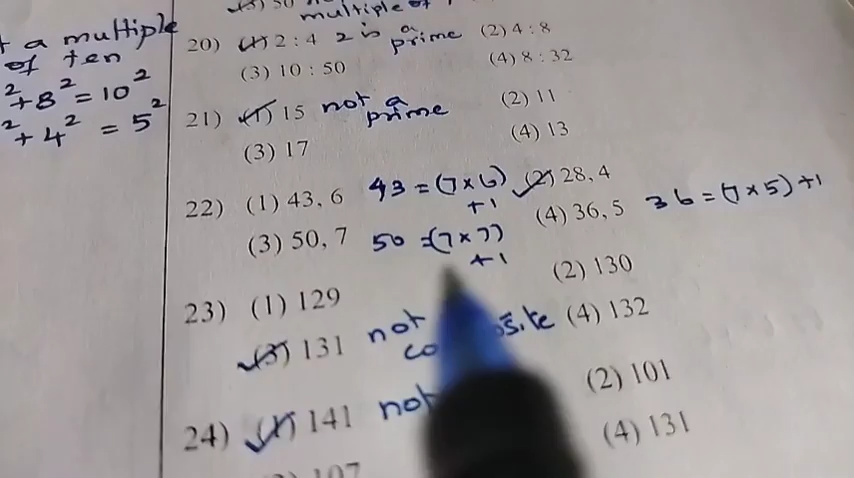 (3) 50
multiple of
t a multiple
of ten
²+8² = 10²
²+ 4² = 5²
20) (1) 2 : 4 2 is a prime (2) 4 : 8
(3) 10 : 50 (4) 8 : 32
21) (1) 15 not a prime (2) 11
(3) 17 (4) 13
22) (1) 43, 6 43 = (7×6) +1 (2) 28, 4
(3) 50, 7 50 =(7×7) +1 (4) 36, 5 36 = (7×5)+1
23) (1) 129 (2) 130
(3) 131 not (4) 132
24) (1) 141 not (2) 101
107 (4) 131